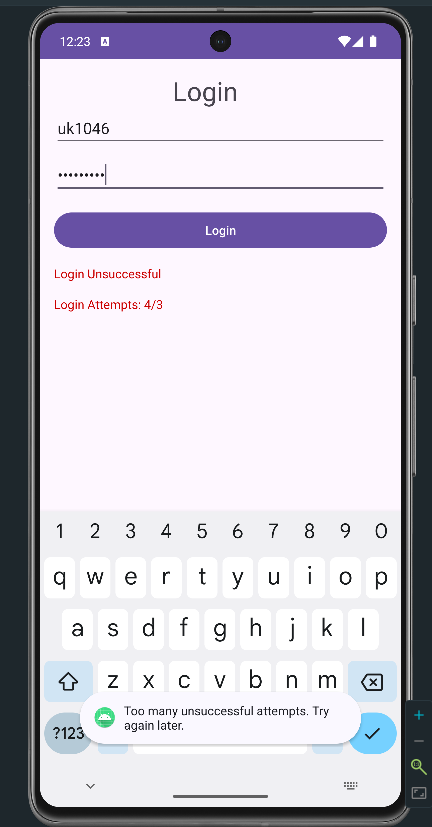 12:23
Login
uk1046
•••••••••
Login
Login Unsuccessful
Login Attempts: 4/3
1 2 3 4 5 6 7 8 9 0
q w e r t y u i o p
a s d f g h j k l
z x c v b n m
Too many unsuccessful attempts. Try
again later.
?123